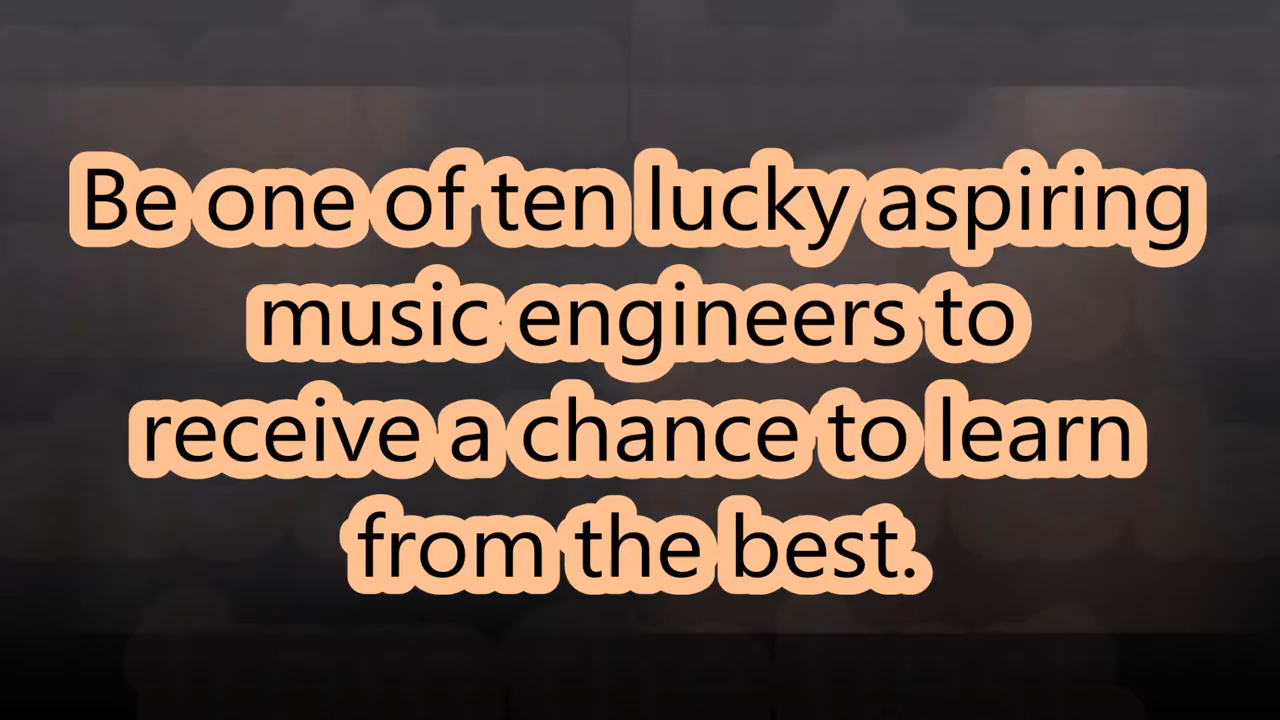 Be one of ten lucky aspiring
music engineers to
receive a chance to learn
from the best.